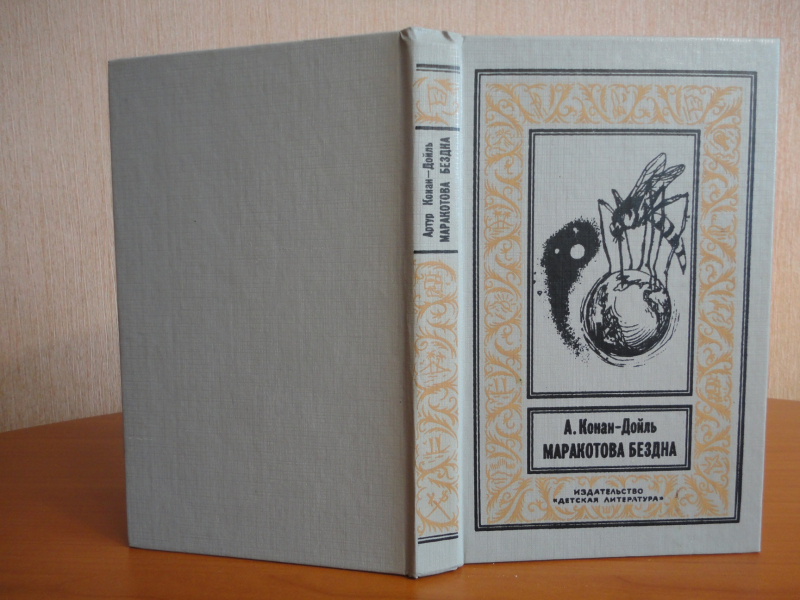 Артур Конан-Дойль
МАРАКОТОВА БЕЗДНА
А. Конан-Дойль
МАРАКОТОВА БЕЗДНА
ИЗДАТЕЛЬСТВО
«ДЕТСКАЯ ЛИТЕРАТУРА»